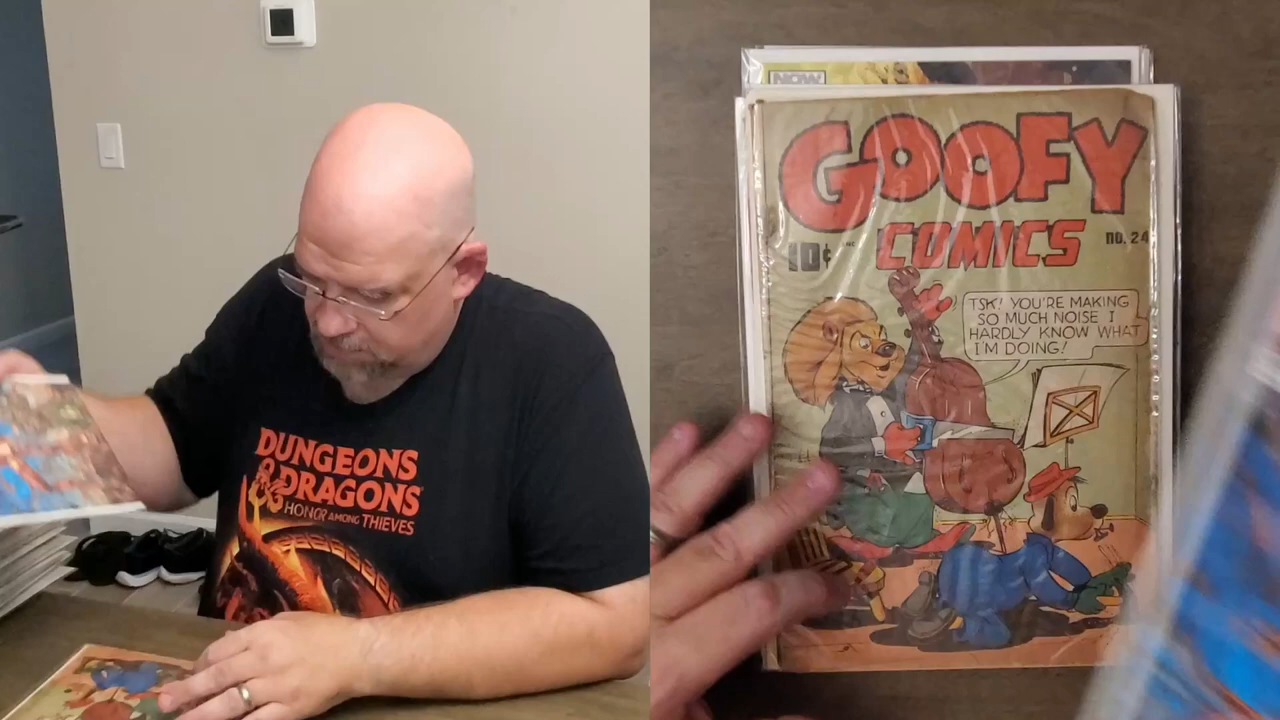 DUNGEONS
& DRAGONS
HONOR AMONG THIEVES
NOW
GOOFY
COMICS
10¢
INC
NO. 24
TSK! YOU'RE MAKING
SO MUCH NOISE I
HARDLY KNOW WHAT
I'M DOING!